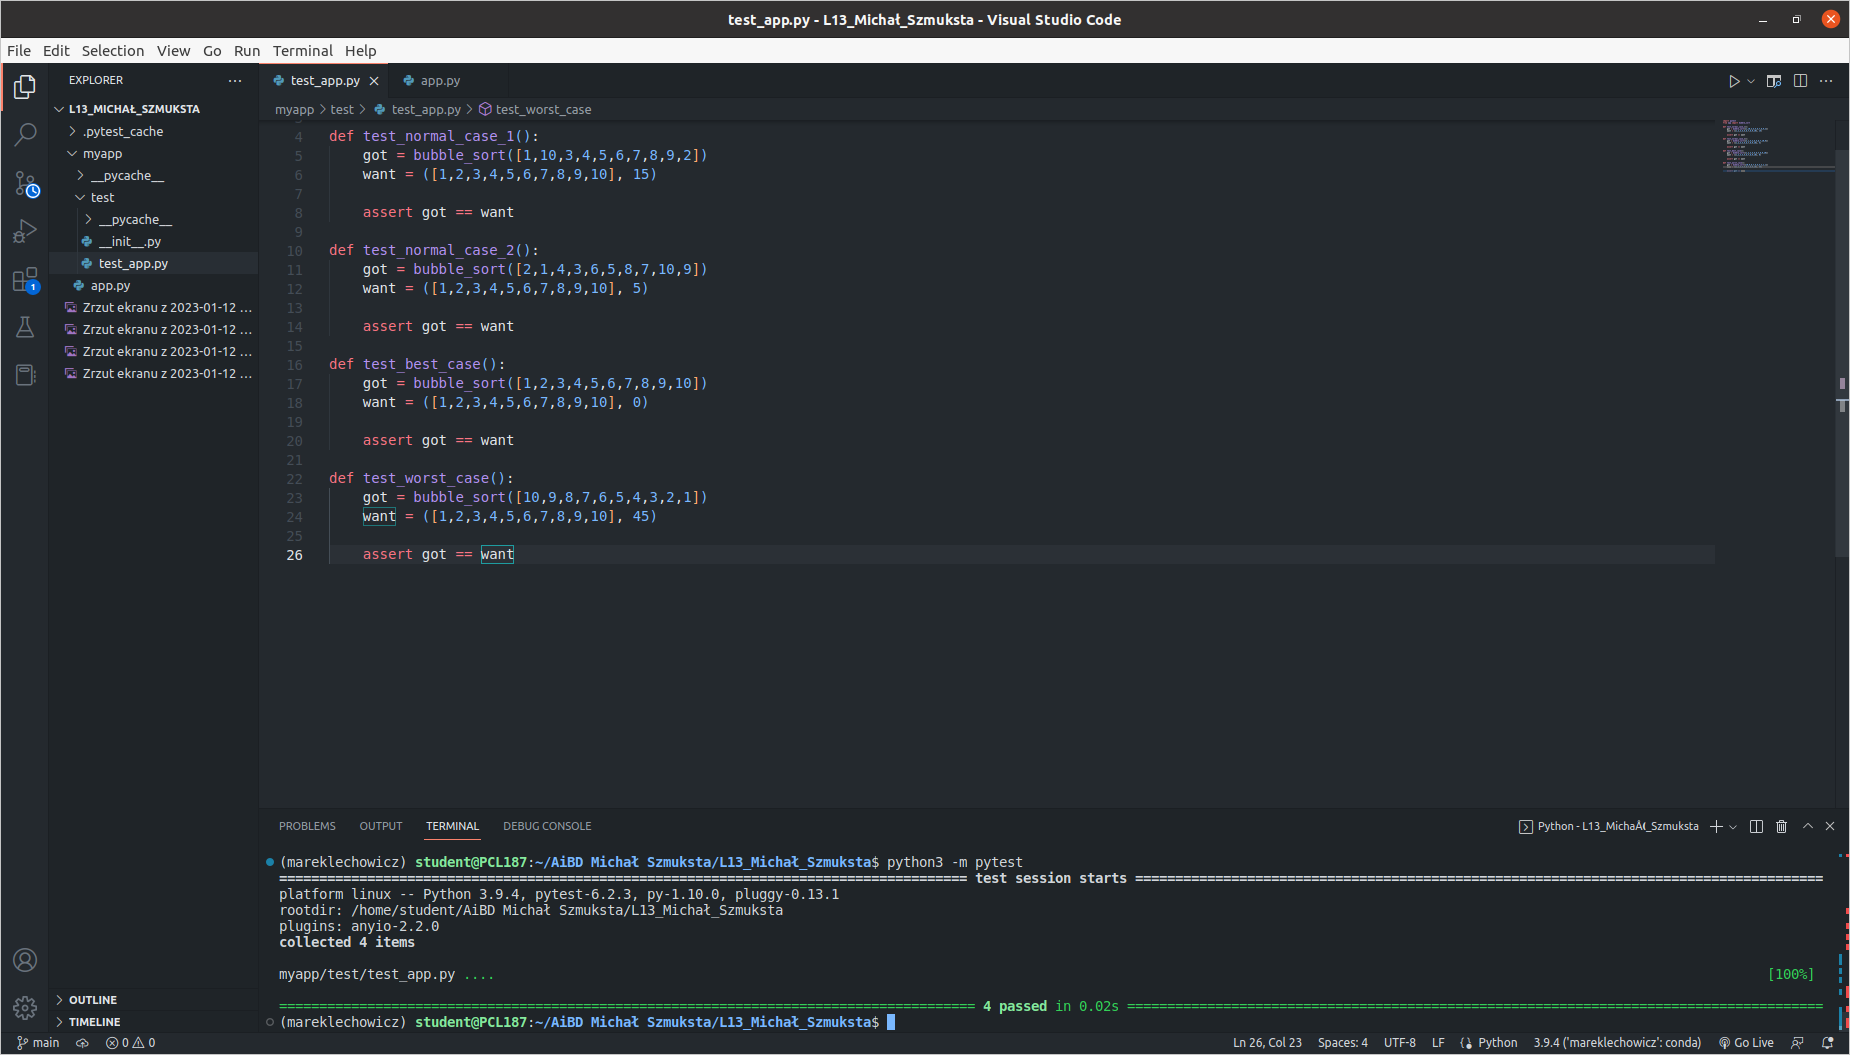 test_app.py - L13_Michał_Szmuksta - Visual Studio Code
File Edit Selection View Go Run Terminal Help
EXPLORER
L13_MICHAŁ_SZMUKSTA
.pytest_cache
myapp
__pycache__
test
__pycache__
__init__.py
test_app.py
app.py
Zrzut ekranu z 2023-01-12 ...
Zrzut ekranu z 2023-01-12 ...
Zrzut ekranu z 2023-01-12 ...
Zrzut ekranu z 2023-01-12 ...
OUTLINE
TIMELINE
1
test_app.py app.py
myapp > test > test_app.py > test_worst_case
4 def test_normal_case_1():
5 got = bubble_sort([1,10,3,4,5,6,7,8,9,2])
6 want = ([1,2,3,4,5,6,7,8,9,10], 15)
7
8 assert got == want
9
10 def test_normal_case_2():
11 got = bubble_sort([2,1,4,3,6,5,8,7,10,9])
12 want = ([1,2,3,4,5,6,7,8,9,10], 5)
13
14 assert got == want
15
16 def test_best_case():
17 got = bubble_sort([1,2,3,4,5,6,7,8,9,10])
18 want = ([1,2,3,4,5,6,7,8,9,10], 0)
19
20 assert got == want
21
22 def test_worst_case():
23 got = bubble_sort([10,9,8,7,6,5,4,3,2,1])
24 want = ([1,2,3,4,5,6,7,8,9,10], 45)
25
26 assert got == want
PROBLEMS OUTPUT TERMINAL DEBUG CONSOLE
Python - L13_MichaÅ‚_Szmuksta
(mareklechowicz) student@PCL187:~/AiBD Michał Szmuksta/L13_Michał_Szmuksta$ python3 -m pytest
====== test session starts ======
platform linux -- Python 3.9.4, pytest-6.2.3, py-1.10.0, pluggy-0.13.1
rootdir: /home/student/AiBD Michał Szmuksta/L13_Michał_Szmuksta
plugins: anyio-2.2.0
collected 4 items
myapp/test/test_app.py .... [100%]
====== 4 passed in 0.02s ======
(mareklechowicz) student@PCL187:~/AiBD Michał Szmuksta/L13_Michał_Szmuksta$
main 0 0 Ln 26, Col 23 Spaces: 4 UTF-8 LF Python 3.9.4 ('mareklechowicz': conda) Go Live